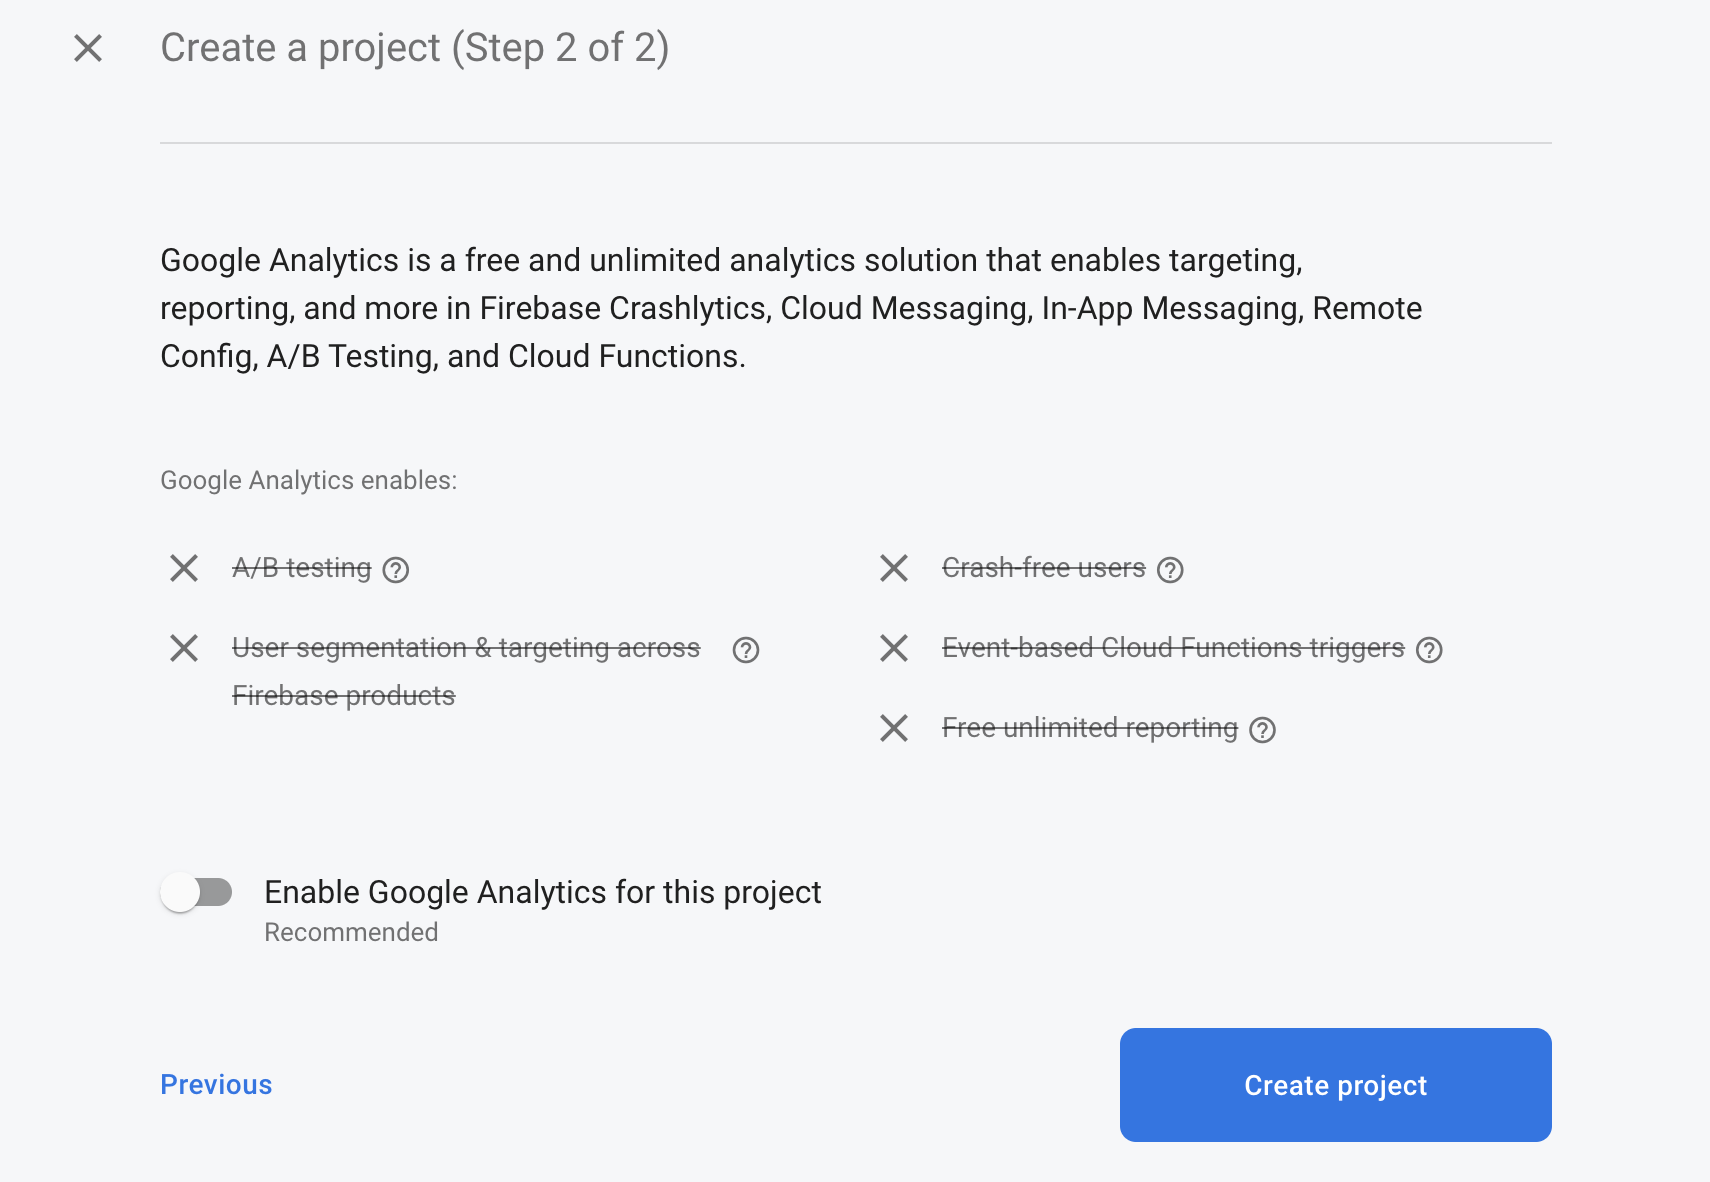 Create a project (Step 2 of 2)
Google Analytics is a free and unlimited analytics solution that enables targeting,
reporting, and more in Firebase Crashlytics, Cloud Messaging, In-App Messaging, Remote
Config, A/B Testing, and Cloud Functions.
Google Analytics enables:
A/B testing
User segmentation & targeting across
Firebase products
Crash-free users
Event-based Cloud Functions triggers
Free unlimited reporting
Enable Google Analytics for this project
Recommended
Previous
Create project